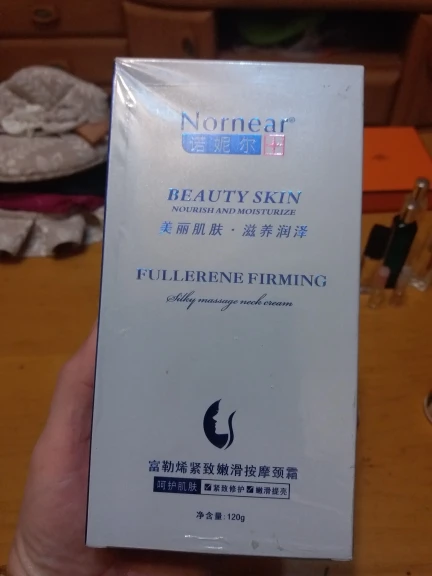 Nornear®
诺妮尔
BEAUTY SKIN
NOURISH AND MOISTURIZE
美丽肌肤·滋养润泽
FULLERENE FIRMING
Silky massage neck cream
富勒烯紧致嫩滑按摩颈霜
呵护肌肤 紧致修护 嫩滑提亮
净含量: 120g